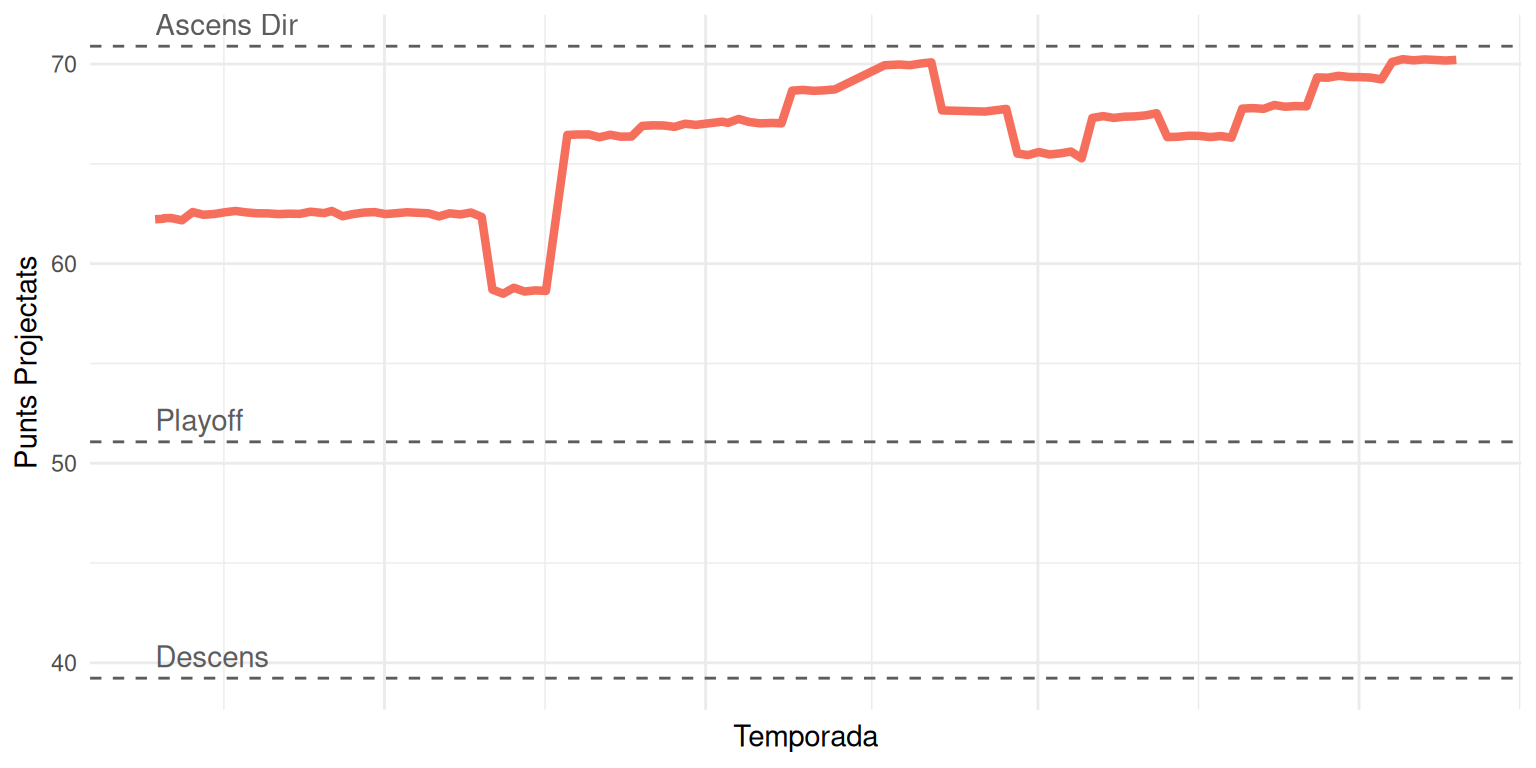 Ascens Dir
70
60
Playoff
50
Descens
40
Punts Projectats
Temporada